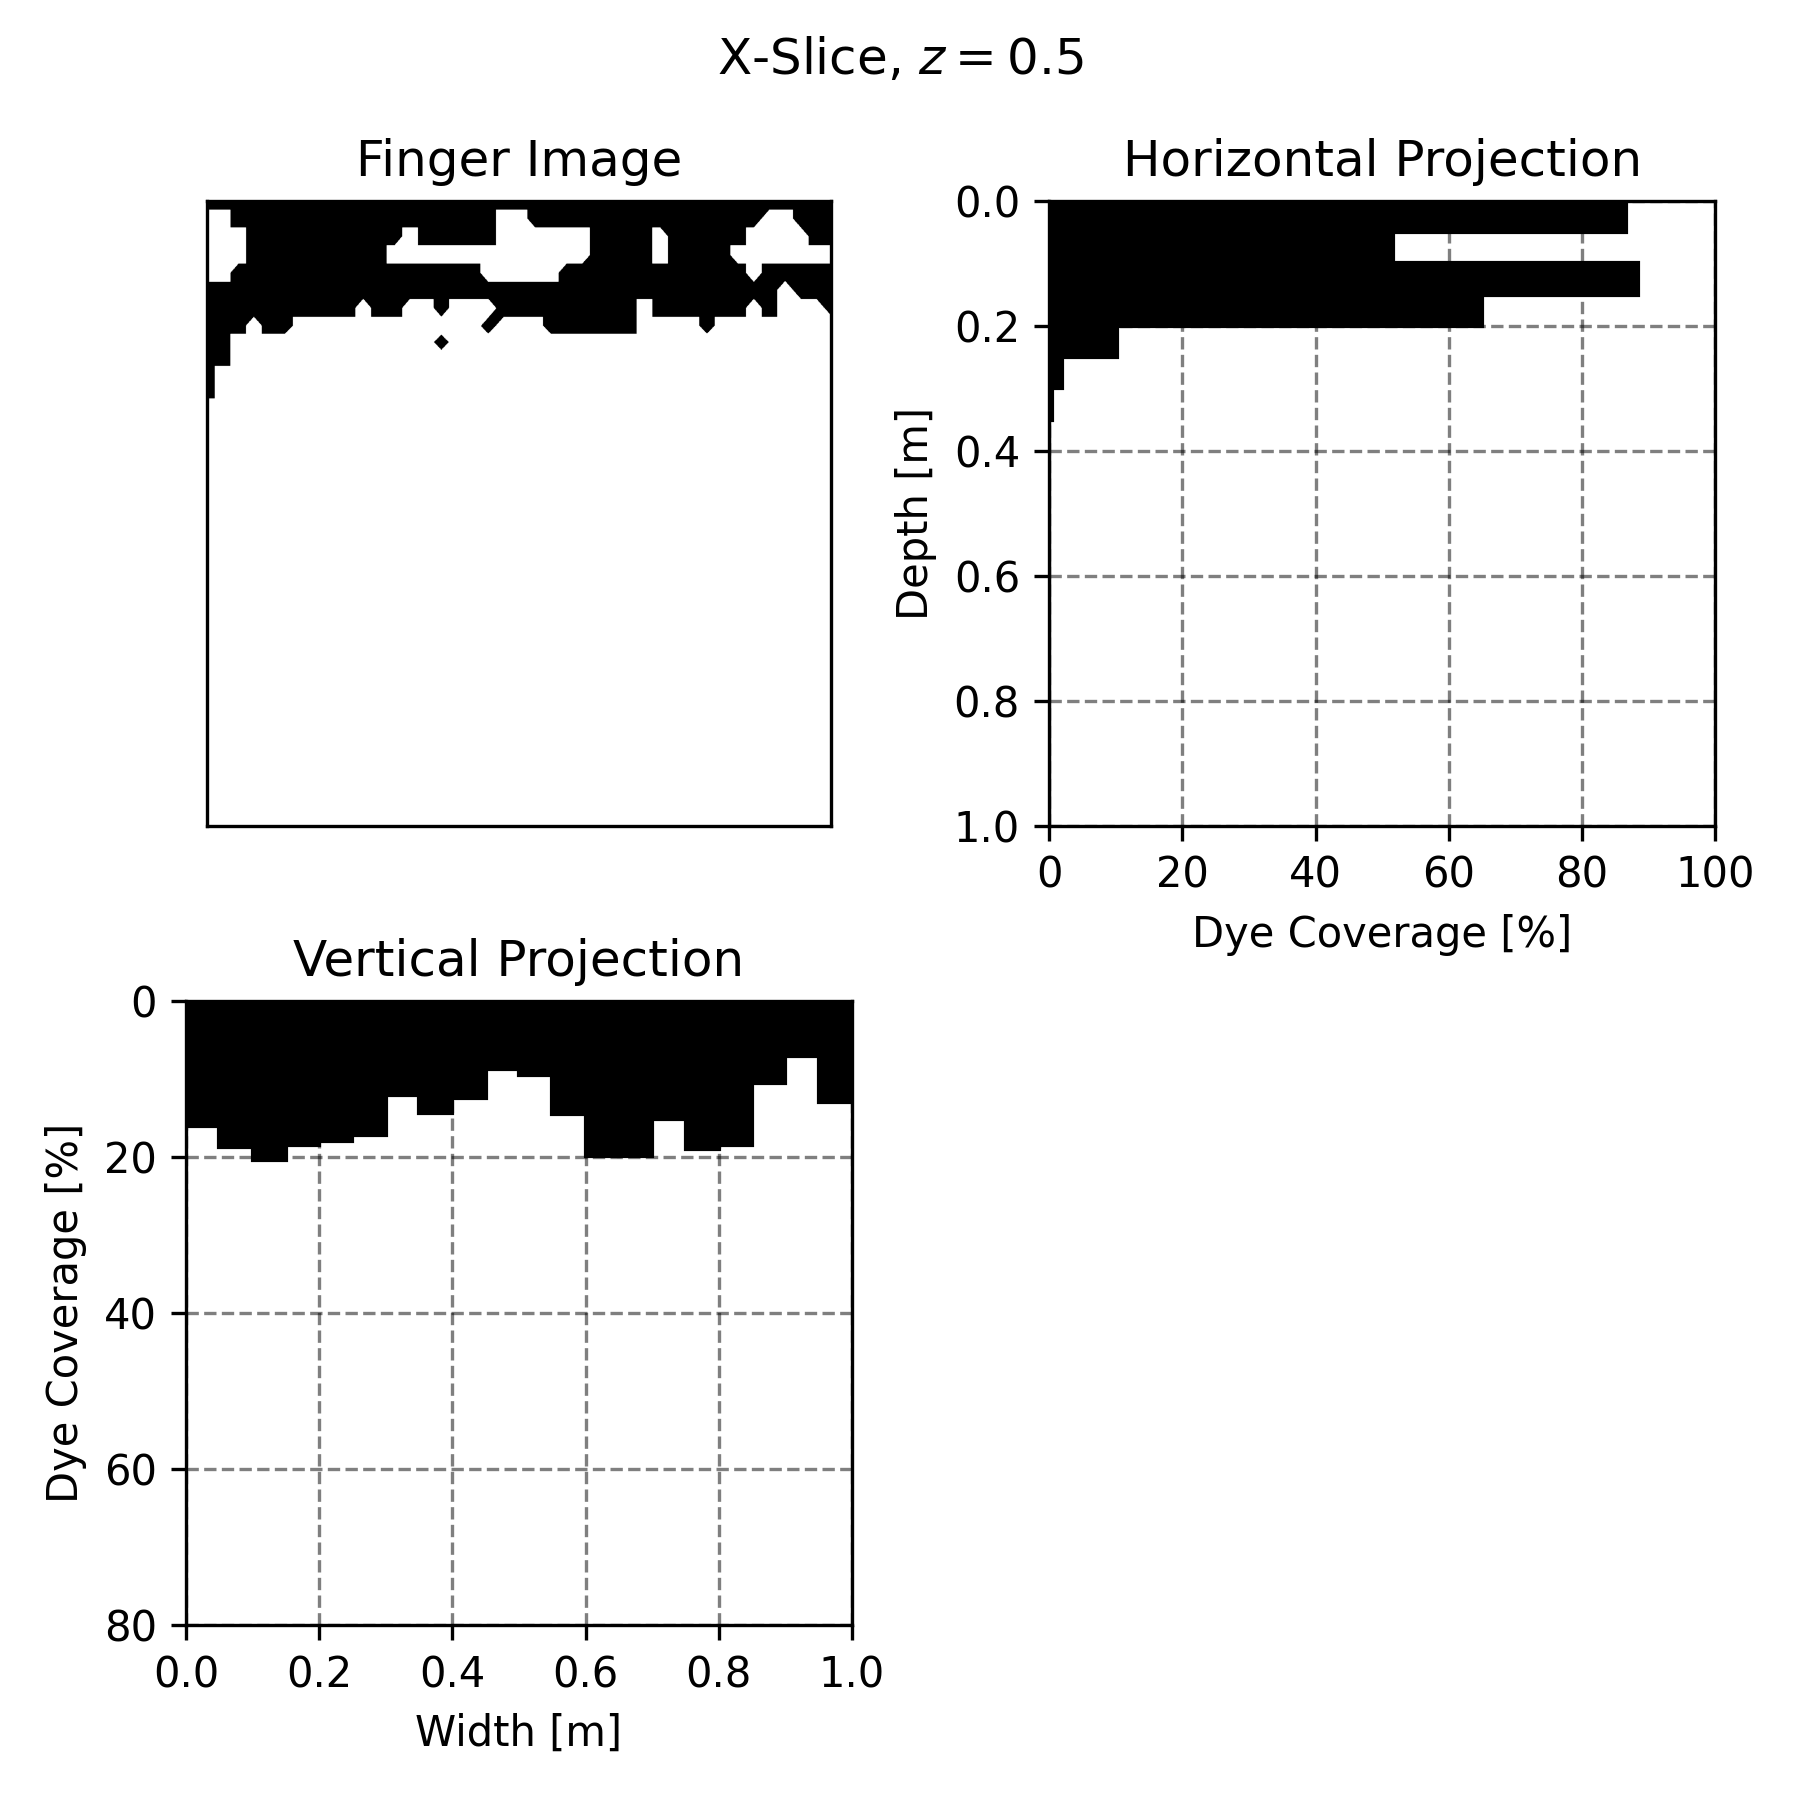 X-Slice, z = 0.5
Finger Image
Horizontal Projection
0.0
0.2
0.4
0.6
0.8
1.0
Depth [m]
0 20 40 60 80 100
Dye Coverage [%]
Vertical Projection
0
20
40
60
80
Dye Coverage [%]
0.0 0.2 0.4 0.6 0.8 1.0
Width [m]